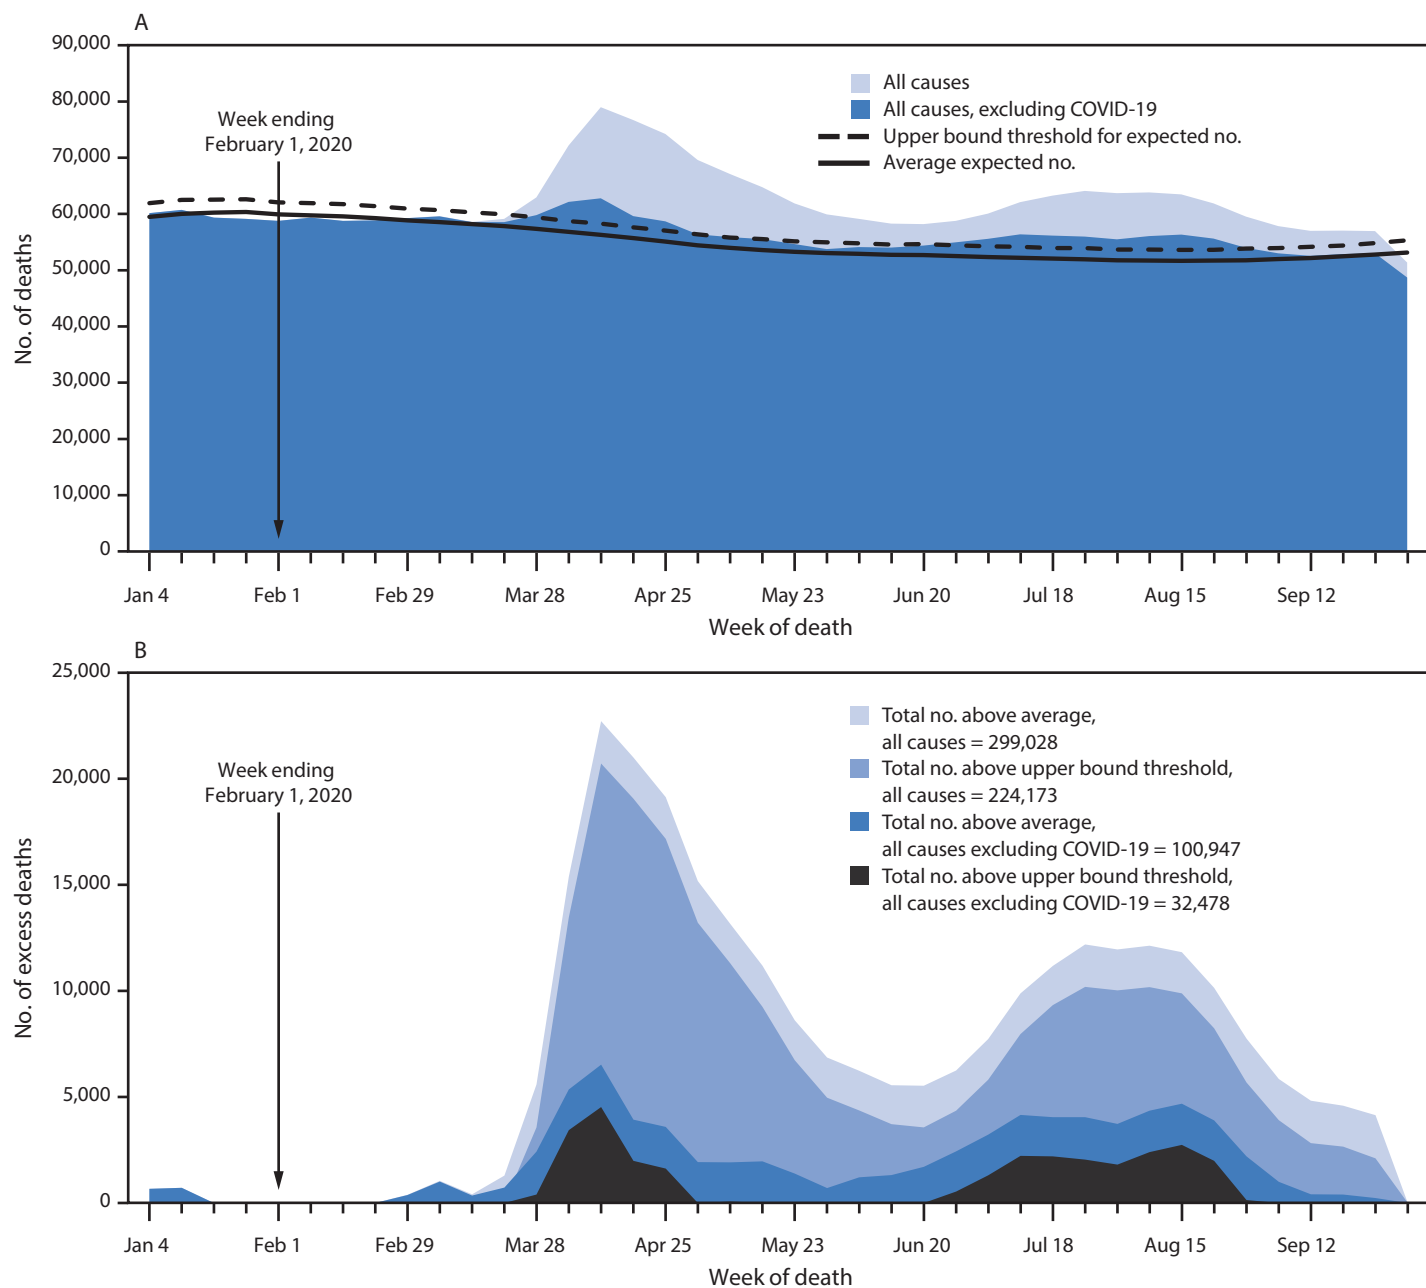 A
90,000
80,000
70,000
60,000
50,000
40,000
30,000
20,000
10,000
0
No. of deaths
Week ending
February 1, 2020
All causes
All causes, excluding COVID-19
Upper bound threshold for expected no.
Average expected no.
Jan 4 Feb 1 Feb 29 Mar 28 Apr 25 May 23 Jun 20 Jul 18 Aug 15 Sep 12
Week of death
B
25,000
20,000
15,000
10,000
5,000
0
No. of excess deaths
Week ending
February 1, 2020
Total no. above average,
all causes = 299,028
Total no. above upper bound threshold,
all causes = 224,173
Total no. above average,
all causes excluding COVID-19 = 100,947
Total no. above upper bound threshold,
all causes excluding COVID-19 = 32,478
Jan 4 Feb 1 Feb 29 Mar 28 Apr 25 May 23 Jun 20 Jul 18 Aug 15 Sep 12
Week of death